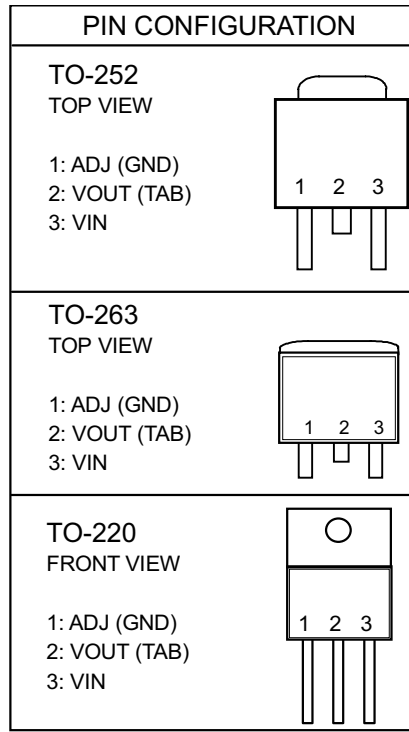 PIN CONFIGURATION
TO-252
TOP VIEW
1: ADJ (GND)
2: VOUT (TAB)
3: VIN
1 2 3
TO-263
TOP VIEW
1: ADJ (GND)
2: VOUT (TAB)
3: VIN
1 2 3
TO-220
FRONT VIEW
1: ADJ (GND)
2: VOUT (TAB)
3: VIN
1 2 3